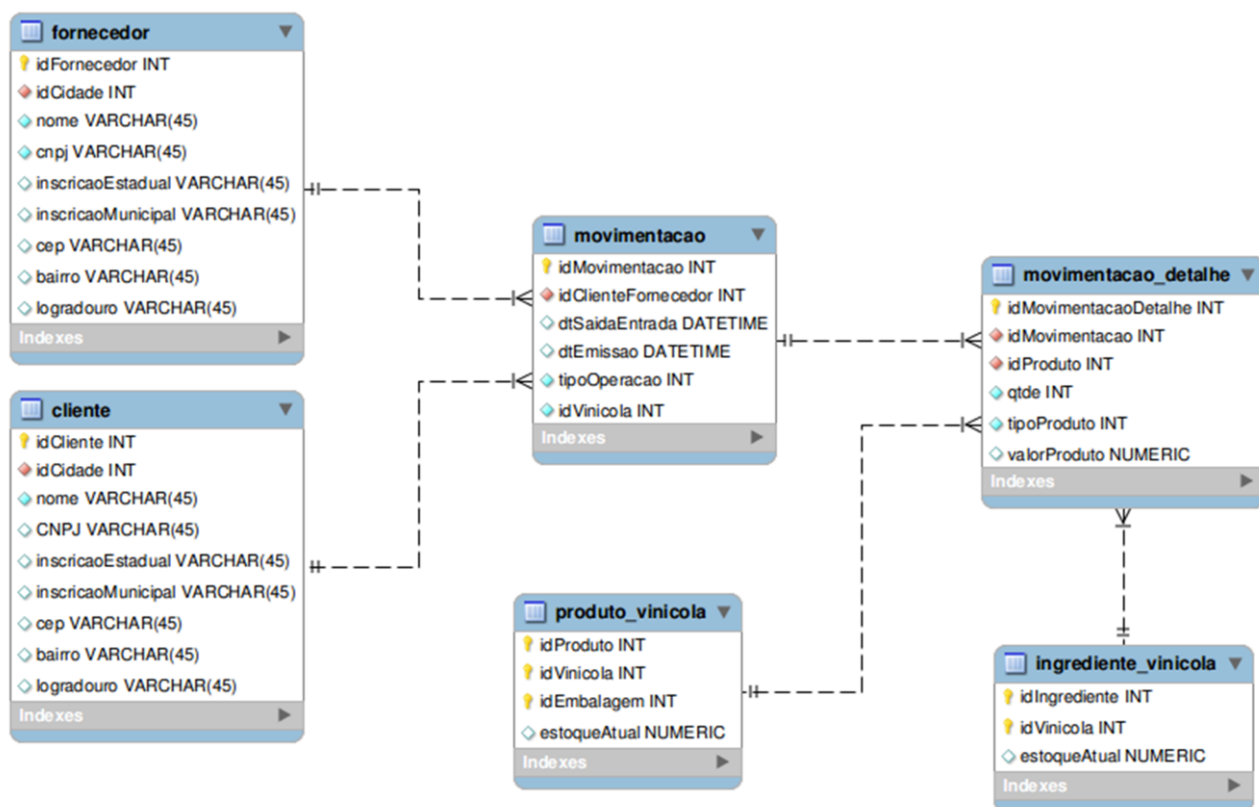 fornecedor
idFornecedor INT
idCidade INT
nome VARCHAR(45)
cnpj VARCHAR(45)
inscricaoEstadual VARCHAR(45)
inscricaoMunicipal VARCHAR(45)
cep VARCHAR(45)
bairro VARCHAR(45)
logradouro VARCHAR(45)
Indexes
cliente
idCliente INT
idCidade INT
nome VARCHAR(45)
CNPJ VARCHAR(45)
inscricaoEstadual VARCHAR(45)
inscricaoMunicipal VARCHAR(45)
cep VARCHAR(45)
bairro VARCHAR(45)
logradouro VARCHAR(45)
Indexes
movimentacao
idMovimentacao INT
idClienteFornecedor INT
dtSaidaEntrada DATETIME
dtEmissao DATETIME
tipoOperacao INT
idVinicola INT
Indexes
movimentacao_detalhe
idMovimentacaoDetalhe INT
idMovimentacao INT
idProduto INT
qtde INT
tipoProduto INT
valorProduto NUMERIC
Indexes
produto_vinicola
idProduto INT
idVinicola INT
idEmbalagem INT
estoqueAtual NUMERIC
Indexes
ingrediente_vinicola
idIngrediente INT
idVinicola INT
estoqueAtual NUMERIC
Indexes